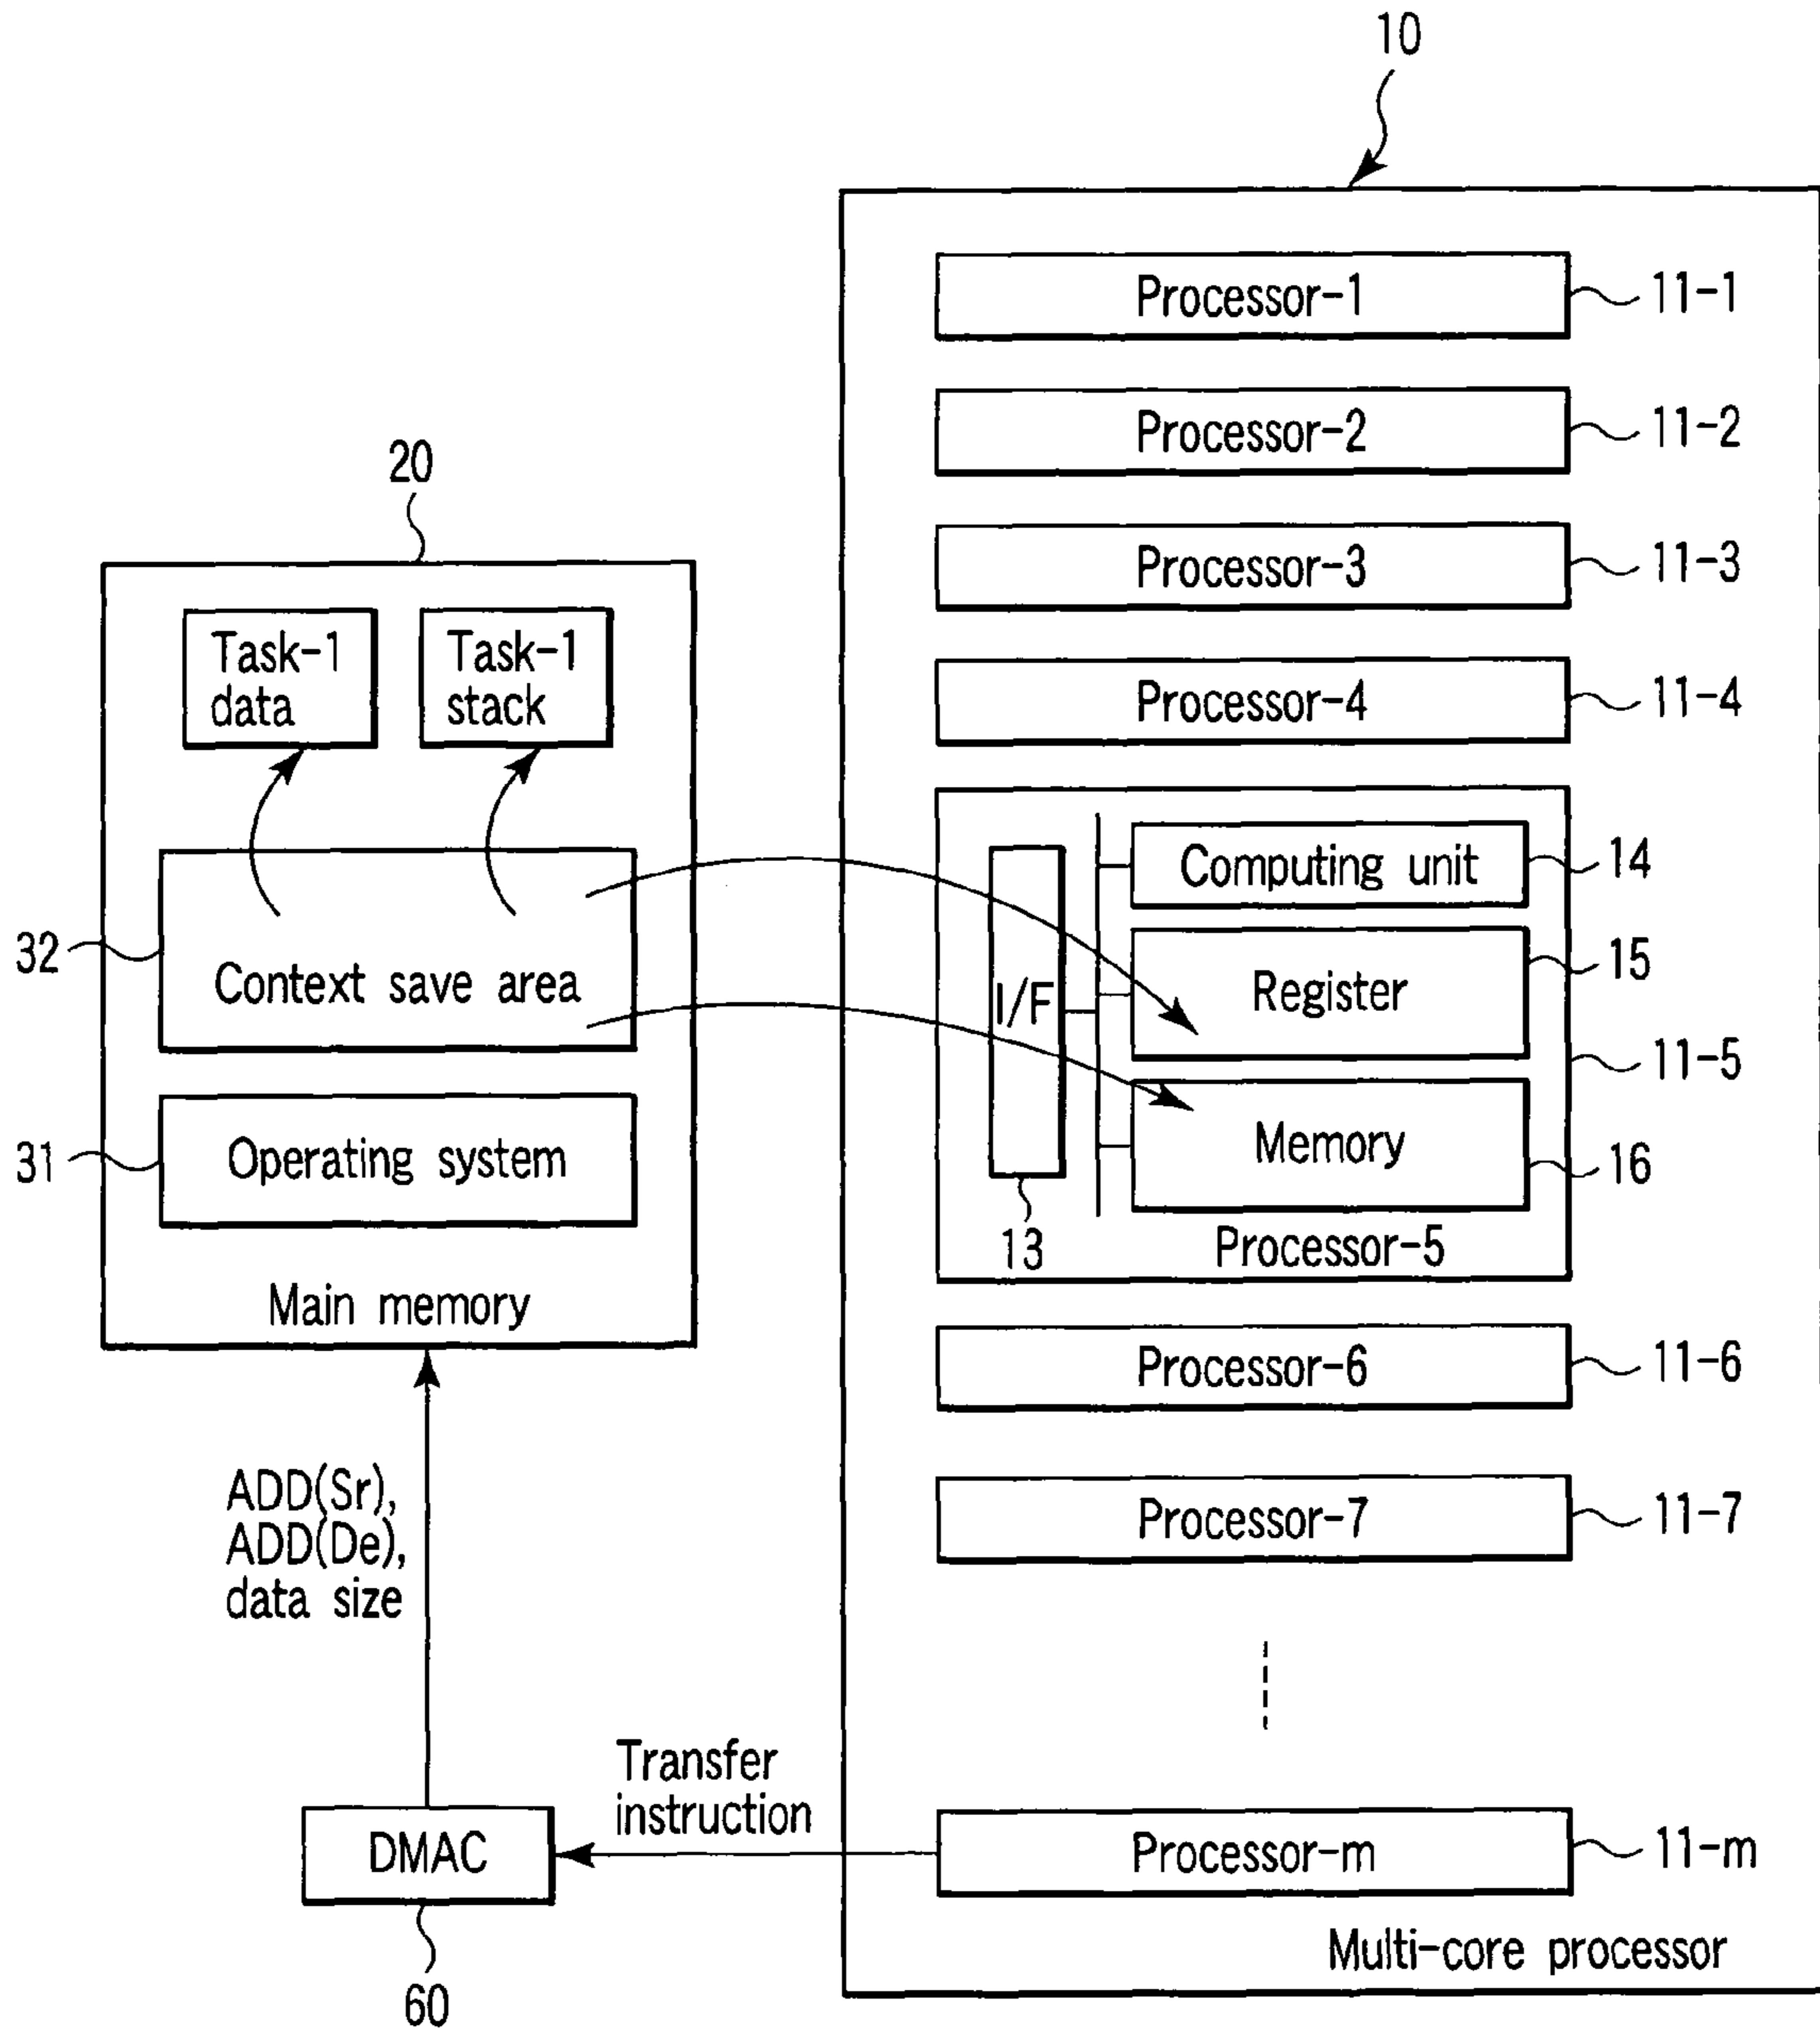 10
Processor-1
11-1
Processor-2
11-2
Processor-3
11-3
Processor-4
11-4
20
Task-1
data
Task-1
stack
32
Context save area
31
Operating system
Main memory
I/F
13
Computing unit
14
Register
15
11-5
Memory
16
Processor-5
Processor-6
11-6
Processor-7
11-7
ADD(Sr),
ADD(De),
data size
Transfer
instruction
DMAC
60
Processor-m
11-m
Multi-core processor